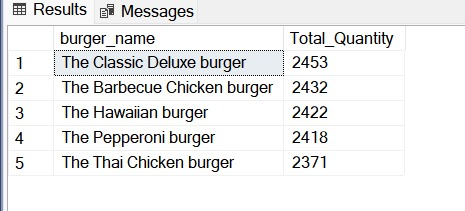 Results Messages
burger_name Total_Quantity
1 The Classic Deluxe burger 2453
2 The Barbecue Chicken burger 2432
3 The Hawaiian burger 2422
4 The Pepperoni burger 2418
5 The Thai Chicken burger 2371